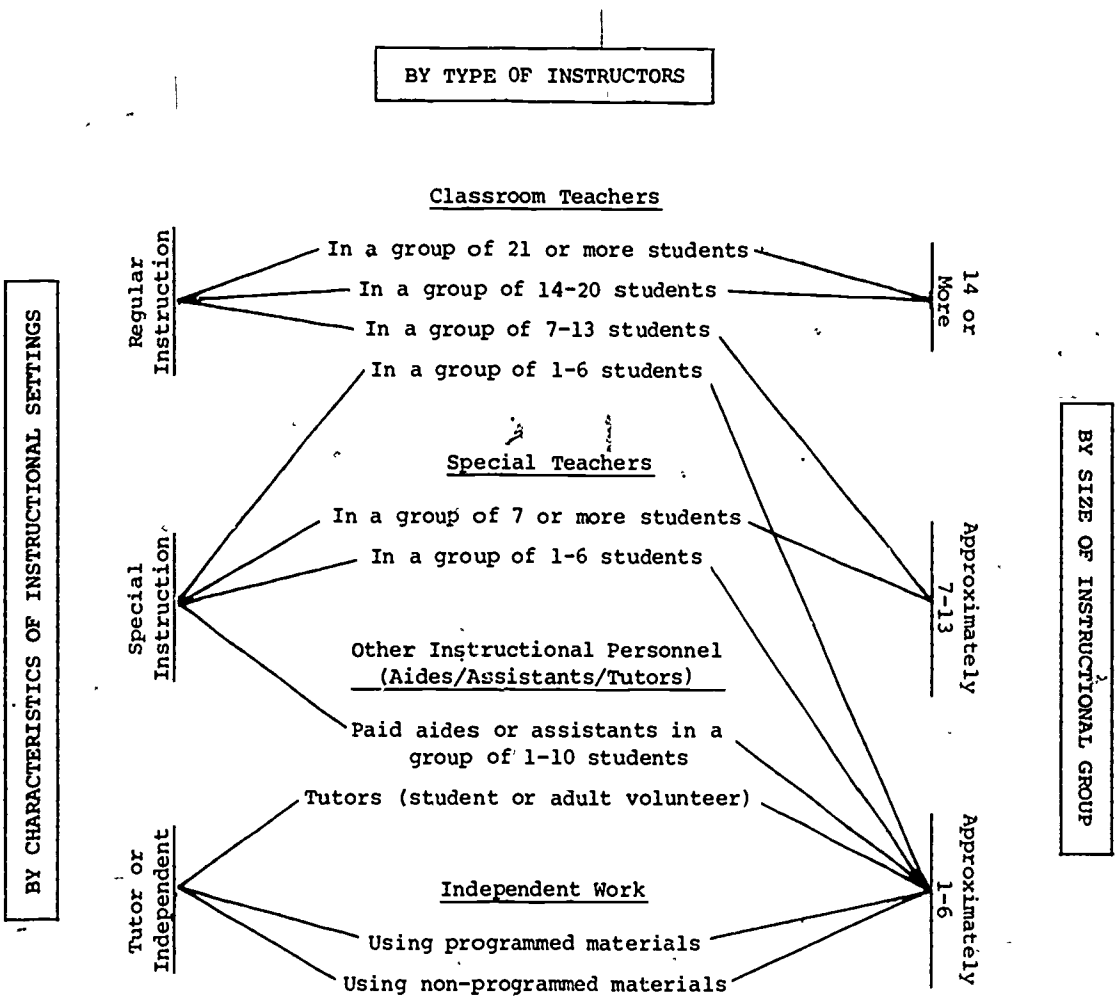 BY TYPE OF INSTRUCTORS
BY CHARACTERISTICS OF INSTRUCTIONAL SETTINGS
Regular
Instruction
Special
Instruction
Tutor or
Independent
Classroom Teachers
In a group of 21 or more students
In a group of 14-20 students
In a group of 7-13 students
In a group of 1-6 students
Special Teachers
In a group of 7 or more students
In a group of 1-6 students
Other Instructional Personnel
(Aides/Assistants/Tutors)
Paid aides or assistants in a
group of 1-10 students
Tutors (student or adult volunteer)
Independent Work
Using programmed materials
Using non-programmed materials
14 or
More
Approximately
7-13
Approximately
1-6
BY SIZE OF INSTRUCTIONAL GROUP